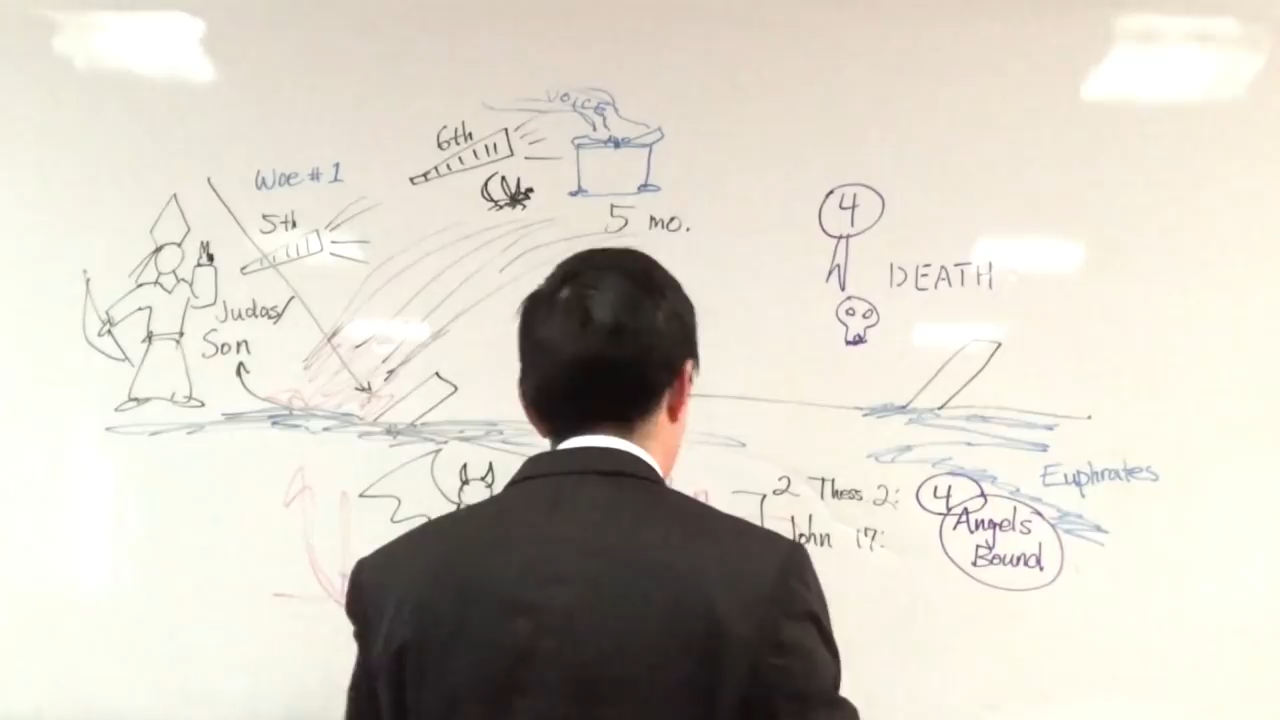 VOICE
6th
Woe #1
5th
5 mo.
4
DEATH
Judas/
Son
Euphrates
2 Thess 2:
John 17:
4
Angels
Bound